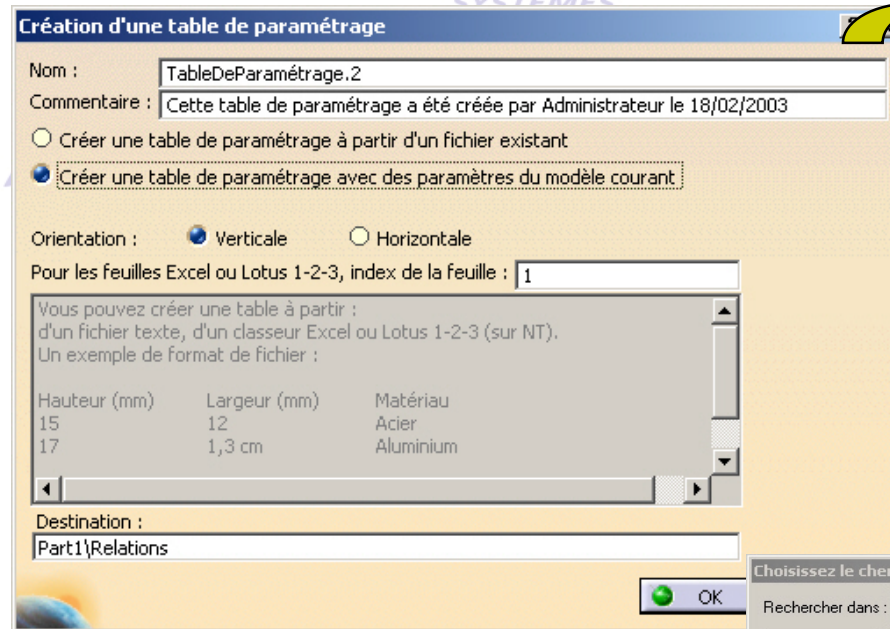 SYSTEMES
Création d'une table de paramétrage
Nom : TableDeParamétrage.2
Commentaire : Cette table de paramétrage a été créée par Administrateur le 18/02/2003
Créer une table de paramétrage à partir d'un fichier existant
Créer une table de paramétrage avec des paramètres du modèle courant
Orientation : Verticale Horizontale
Pour les feuilles Excel ou Lotus 1-2-3, index de la feuille : 1
Vous pouvez créer une table à partir :
d'un fichier texte, d'un classeur Excel ou Lotus 1-2-3 (sur NT).
Un exemple de format de fichier :
Hauteur (mm) Largeur (mm) Matériau
15 12 Acier
17 1,3 cm Aluminium
Destination :
Part1\Relations
OK
Choisissez le
Rechercher dans :